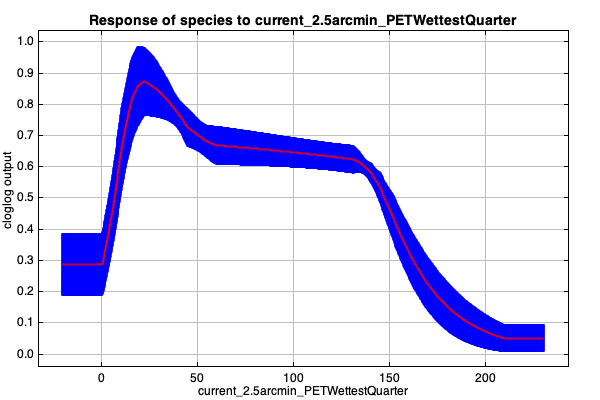 Response of species to current_2.5arcmin_PETWettestQuarter
1.0
0.9
0.8
0.7
0.6
0.5
0.4
0.3
0.2
0.1
0.0
cloglog output
0 50 100 150 200
current_2.5arcmin_PETWettestQuarter